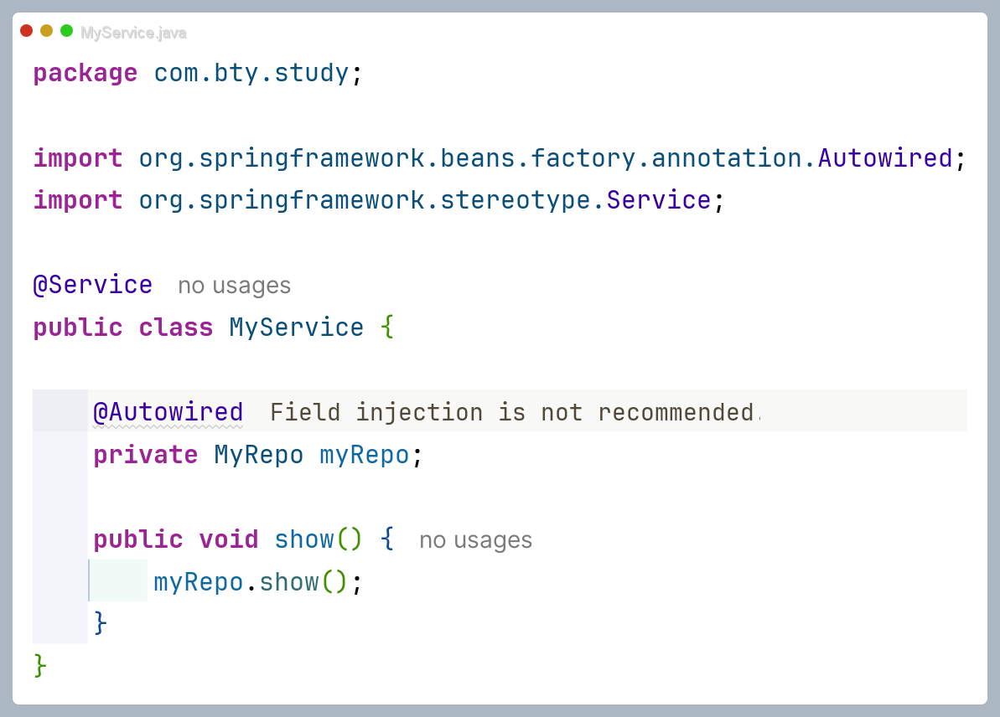 MyService.java
package com.bty.study;
import org.springframework.beans.factory.annotation.Autowired;
import org.springframework.stereotype.Service;
@Service no usages
public class MyService {
@Autowired Field injection is not recommended.
private MyRepo myRepo;
public void show() { no usages
myRepo.show();
}
}